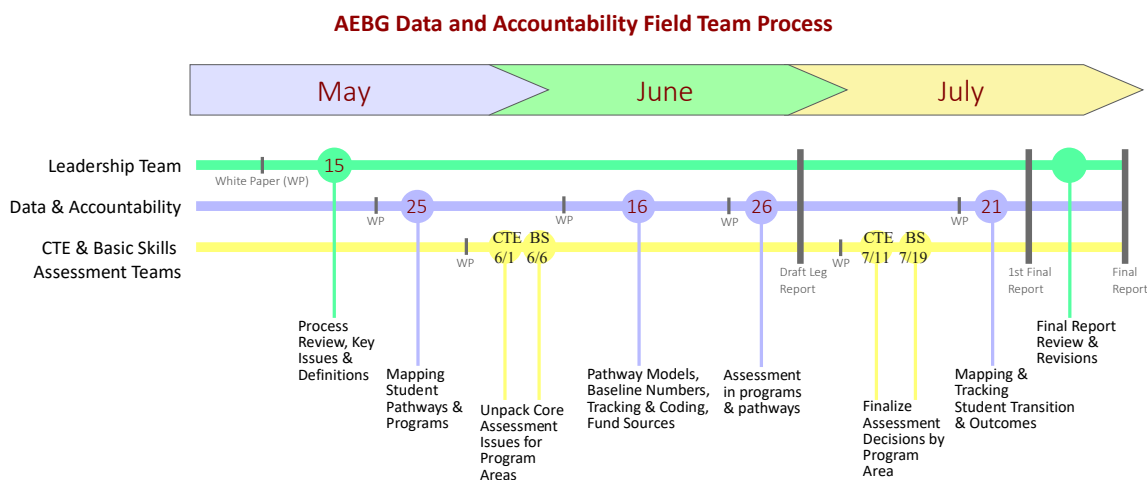 AEBG Data and Accountability Field Team Process
May
June
July
Leadership Team
White Paper (WP)
15
Data & Accountability
WP
25
WP
16
WP
26
WP
21
CTE & Basic Skills
Assessment Teams
WP
CTE
6/1
BS
6/6
WP
CTE
7/11
BS
7/19
Draft Leg
Report
1st Final
Report
Final
Report
Process
Review, Key
Issues &
Definitions
Mapping
Student
Pathways &
Programs
Unpack Core
Assessment
Issues for
Program
Areas
Pathway Models,
Baseline Numbers,
Tracking & Coding,
Fund Sources
Assessment
in programs
& pathways
Finalize
Assessment
Decisions by
Program
Area
Mapping &
Tracking
Student Transition
& Outcomes
Final Report
Review &
Revisions